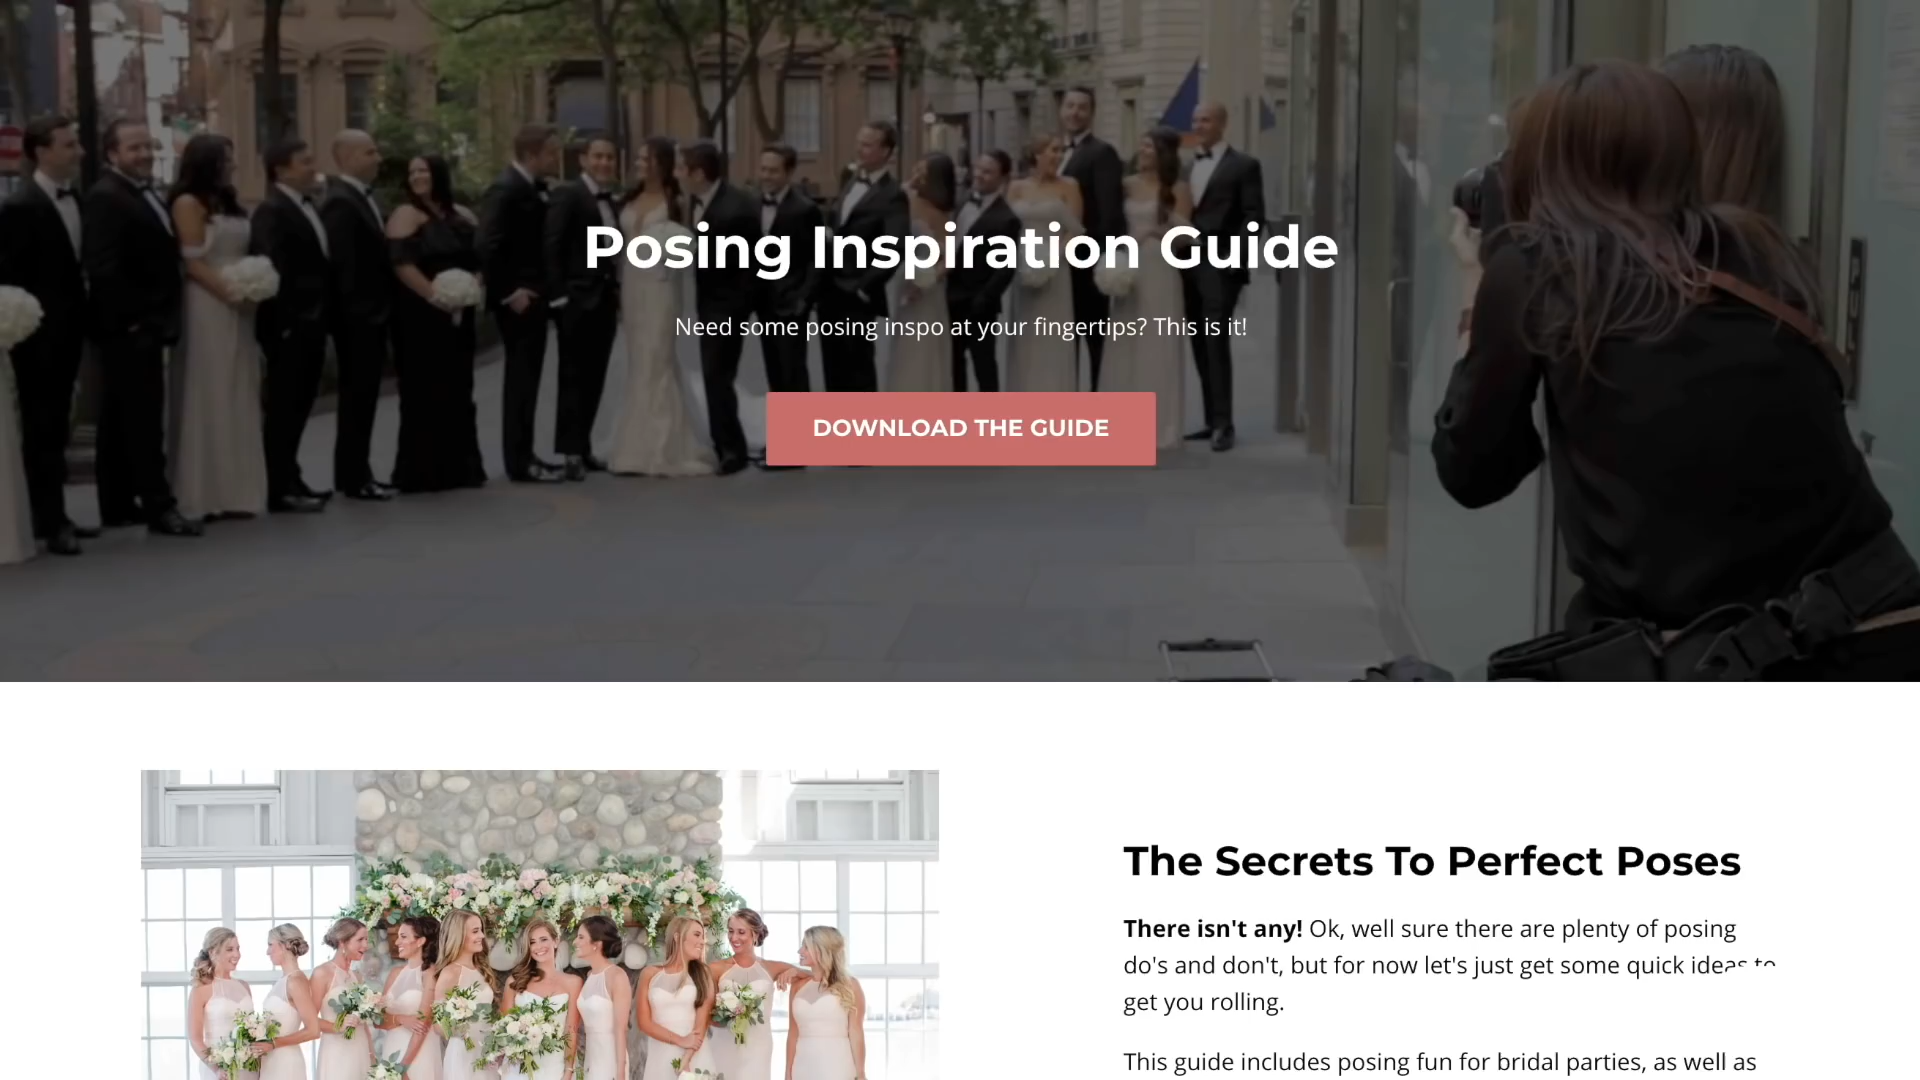 Posing Inspiration Guide
Need some posing inspo at your fingertips? This is it!
DOWNLOAD THE GUIDE
The Secrets To Perfect Poses
There isn't any! Ok, well sure there are plenty of posing
do's and don't, but for now let's just get some quick ideas to
get you rolling.
This guide includes posing fun for bridal parties, as well as